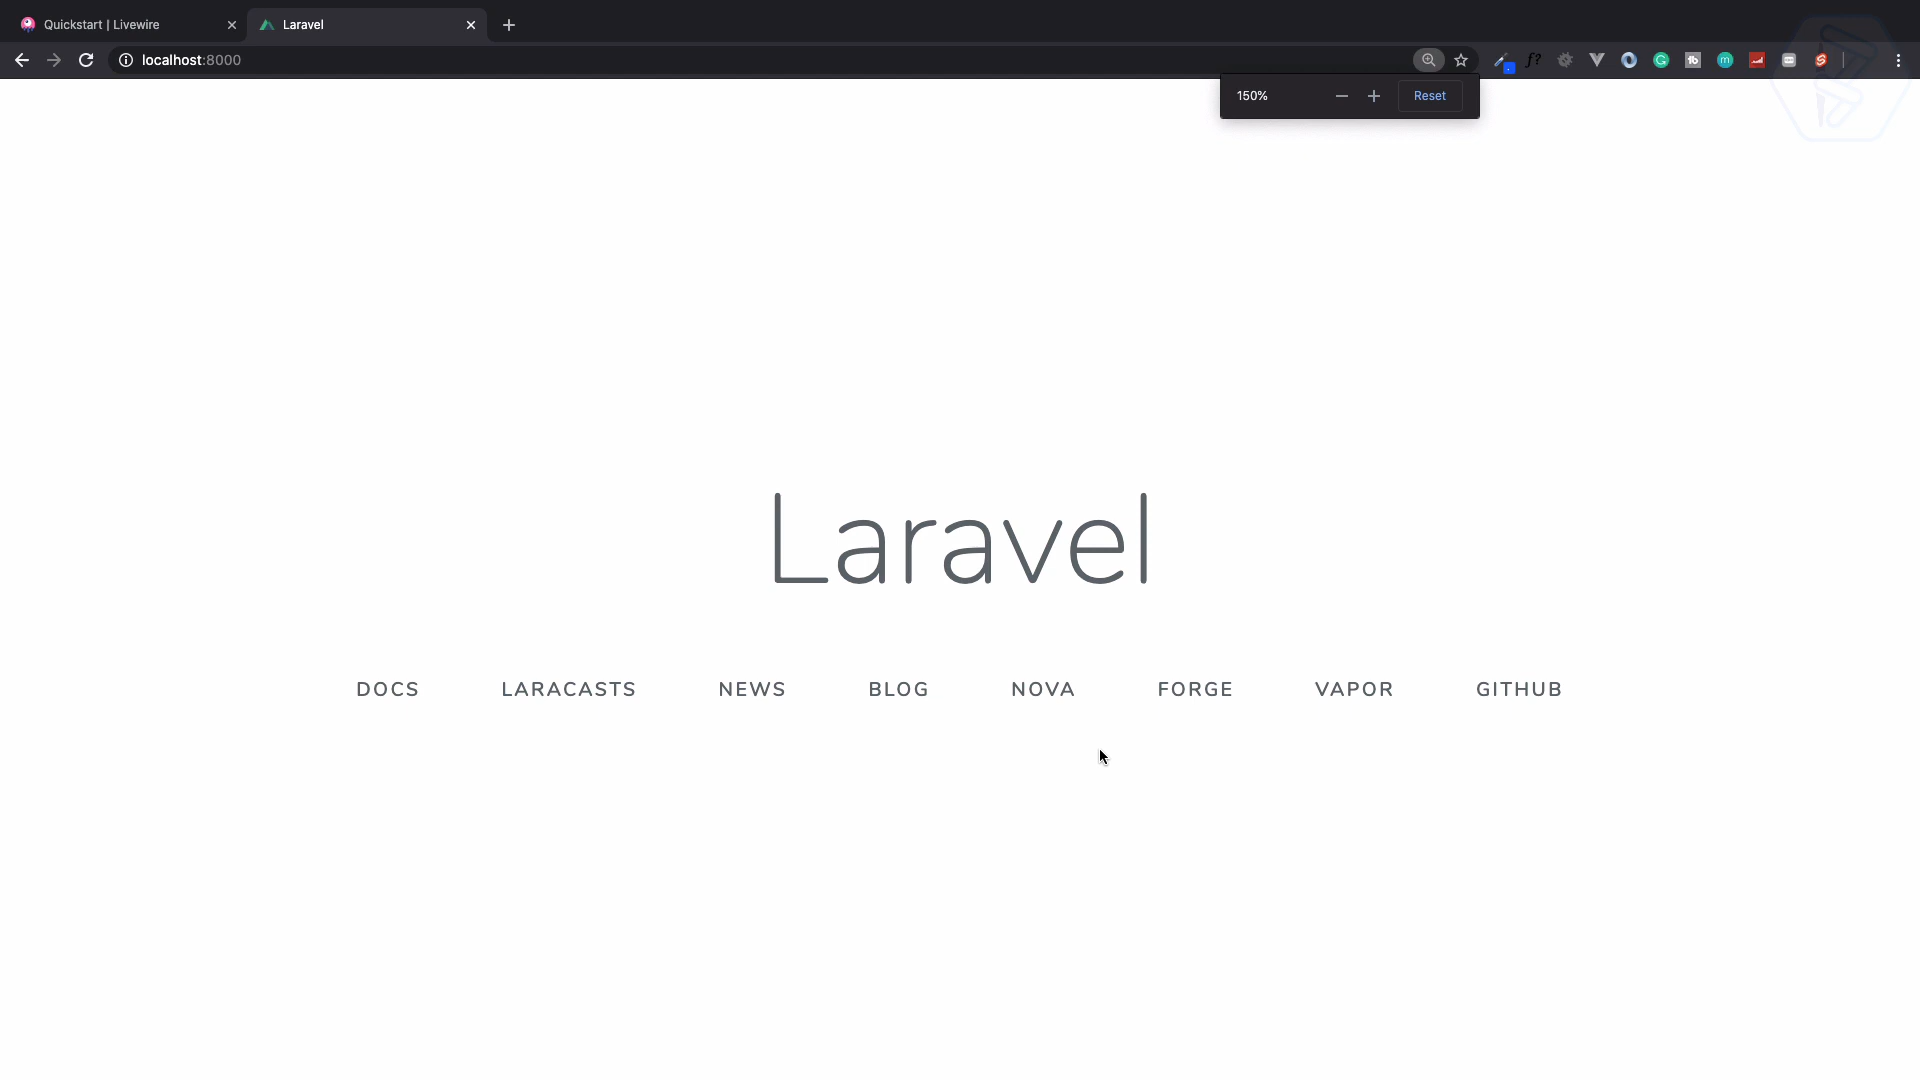 Quickstart | Livewire
Laravel
localhost:8000
150%
Reset
Laravel
DOCS LARACASTS NEWS BLOG NOVA FORGE VAPOR GITHUB